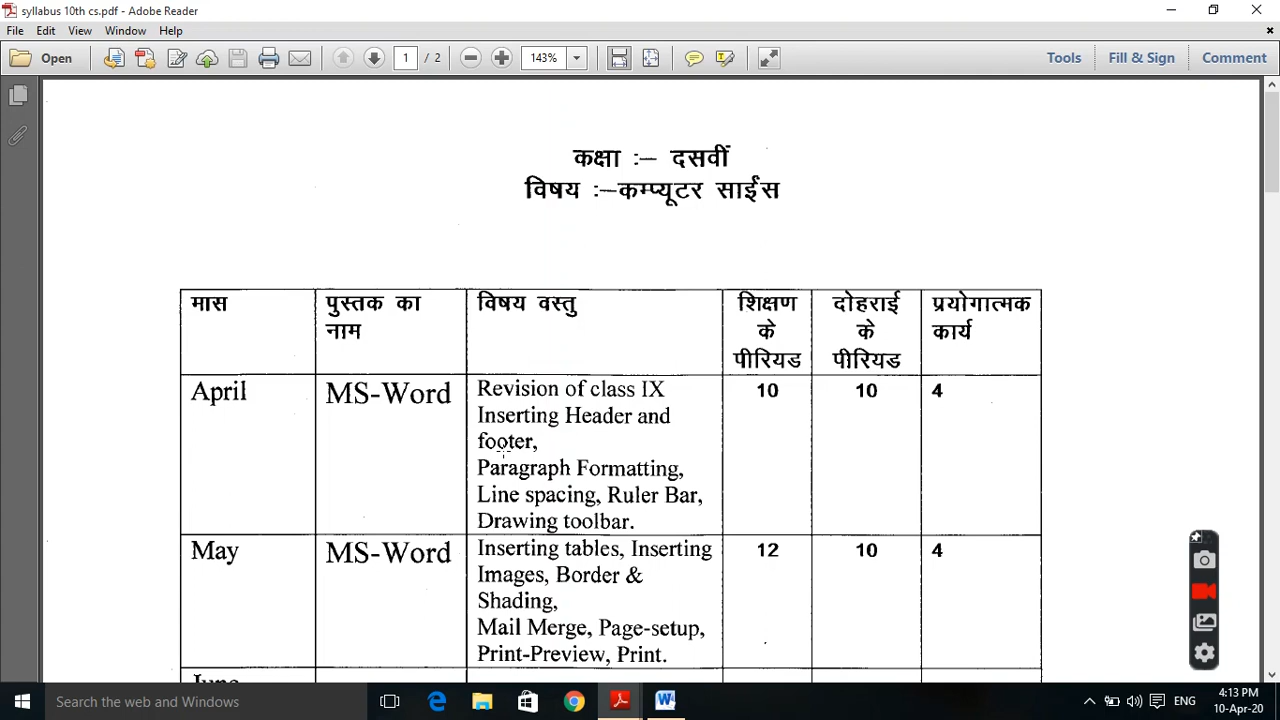 syllabus 10th cs.pdf - Adobe Reader
File Edit View Window Help
Open 1 / 2 143% Tools Fill & Sign Comment
कक्षा :– दसवीं
विषय :–कम्प्यूटर साईंस
मास पुस्तक का नाम विषय वस्तु शिक्षण के पीरियड दोहराई के पीरियड प्रयोगात्मक कार्य
April MS-Word Revision of class IX 10 10 4
Inserting Header and
footer,
Paragraph Formatting,
Line spacing, Ruler Bar,
Drawing toolbar.
May MS-Word Inserting tables, Inserting 12 10 4
Images, Border &
Shading,
Mail Merge, Page-setup,
Print-Preview, Print.
June
Search the web and Windows
ENG
4:13 PM
10-Apr-20